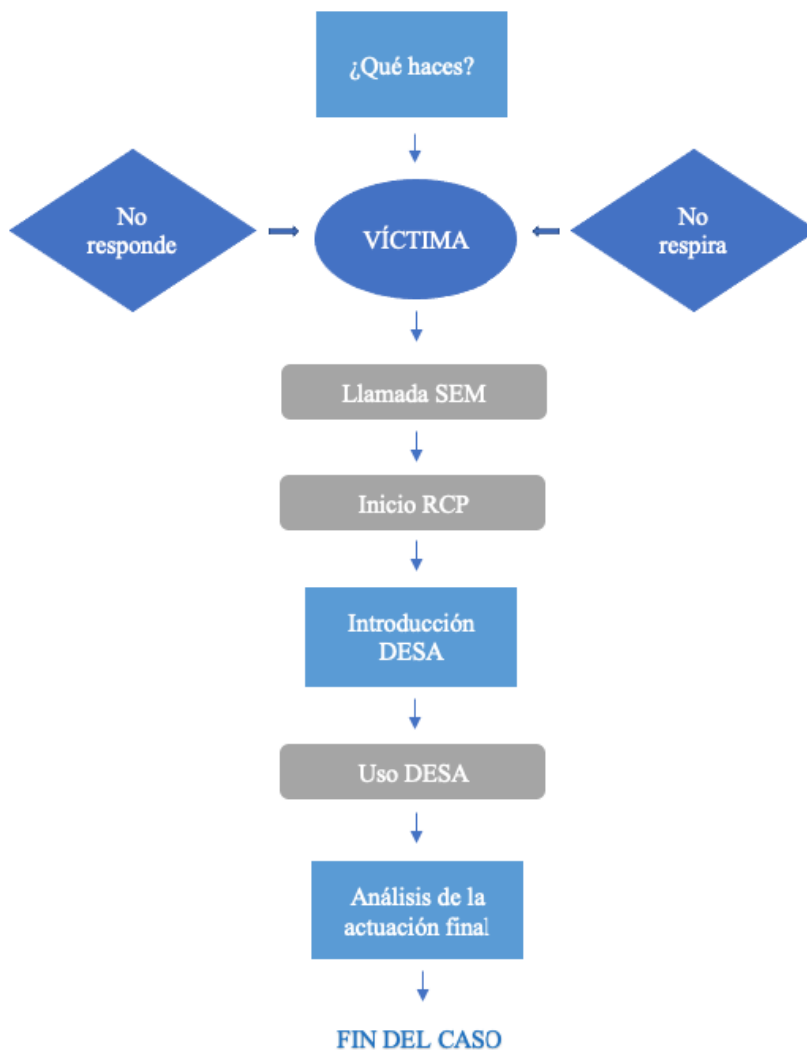 ¿Qué haces?
No
responde
VÍCTIMA
No
respira
Llamada SEM
Inicio RCP
Introducción
DESA
Uso DESA
Análisis de la
actuación final
FIN DEL CASO